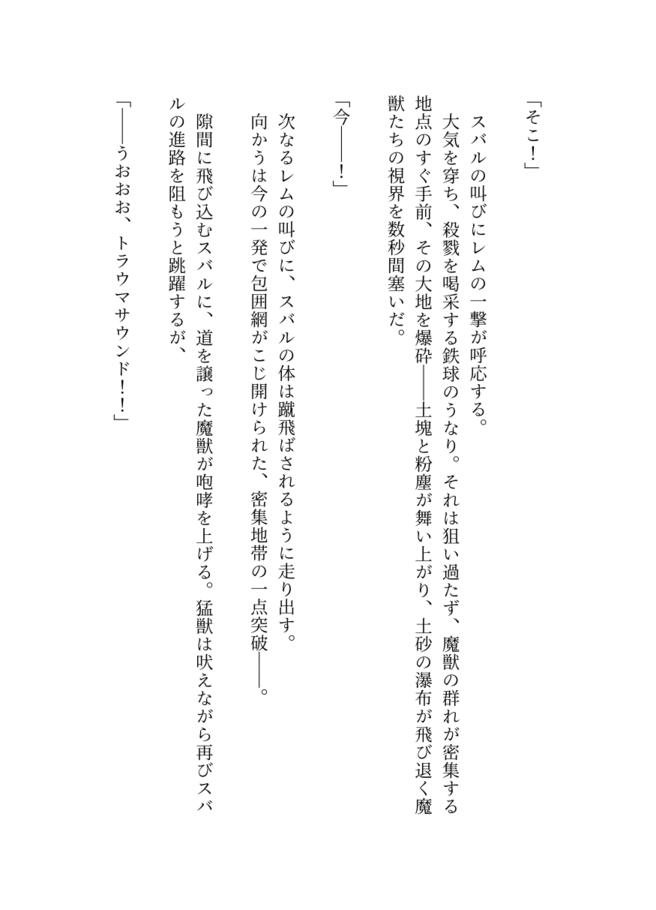 「そこ！」
スバルの叫びにレムの一撃が呼応する。
大気を穿ち、殺戮を喝采する鉄球のうなり。それは狙い過たず、魔獣の群れが密集する
地点のすぐ手前、その大地を爆砕――土塊と粉塵が舞い上がり、土砂の瀑布が飛び退く魔
獣たちの視界を数秒間塞いだ。
「今――！」
次なるレムの叫びに、スバルの体は蹴飛ばされるように走り出す。
向かうは今の一発で包囲網がこじ開けられた、密集地帯の一点突破――。
隙間に飛び込むスバルに、道を譲った魔獣が咆哮を上げる。猛獣は吠えながら再びスバ
ルの進路を阻もうと跳躍するが、
「――うおおお、トラウマサウンド！！」